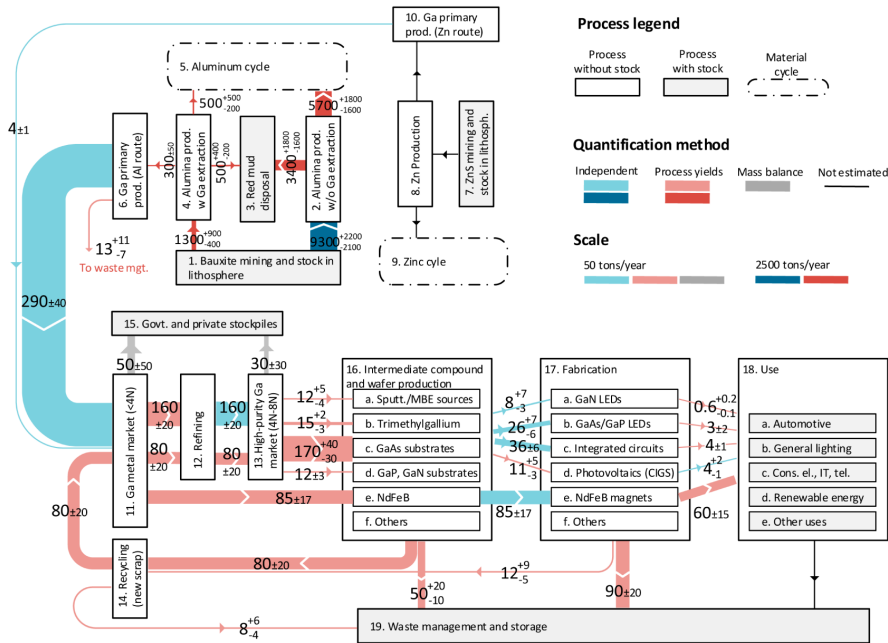 10. Ga primary
prod. (Zn route)
Process legend
Process
without stock
Process
with stock
Material
cycle
Quantification method
Independent
Process yields
Mass balance
Not estimated
Scale
50 tons/year
2500 tons/year
5. Aluminum cycle
500 +500 -200
5700 +1800 -1600
4±1
6. Ga primary
prod. (Al route)
300±50
4. Alumina prod.
w Ga extraction
500 +400 -200
3. Red mud
disposal
3400 +1800 -1600
2. Alumina prod.
w/o Ga extraction
8. Zn Production
7. ZnS mining and
stock in lithosph.
13 +11 -7
To waste mgt.
1300 +900 -400
9300 +2200 -2100
1. Bauxite mining and stock in
lithosphere
9. Zinc cyle
290±40
15. Govt. and private stockpiles
50±50
30±30
11. Ga metal market (<4N)
160
±20
80
±20
12. Refining
160
±20
80
±20
13.High-purity Ga
market (4N-8N)
12 +5 -4
15 +2 -3
170 +40 -30
12±3
85±17
16. Intermediate compound
and wafer production
a. Sputt./MBE sources
b. Trimethylgallium
c. GaAs substrates
d. GaP, GaN substrates
e. NdFeB
f. Others
8 +7 -3
26 +7 -6
36±6
11 +5 -3
85±17
17. Fabrication
a. GaN LEDs
b. GaAs/GaP LEDs
c. Integrated circuits
d. Photovoltaics (CIGS)
e. NdFeB magnets
f. Others
0.6 +0.2 -0.1
3±2
4±1
4 +2 -1
60±15
18. Use
a. Automotive
b. General lighting
c. Cons. el., IT, tel.
d. Renewable energy
e. Other uses
80±20
80±20
14. Recycling
(new scrap)
12 +9 -5
50 +20 -10
90±20
8 +6 -4
19. Waste management and storage